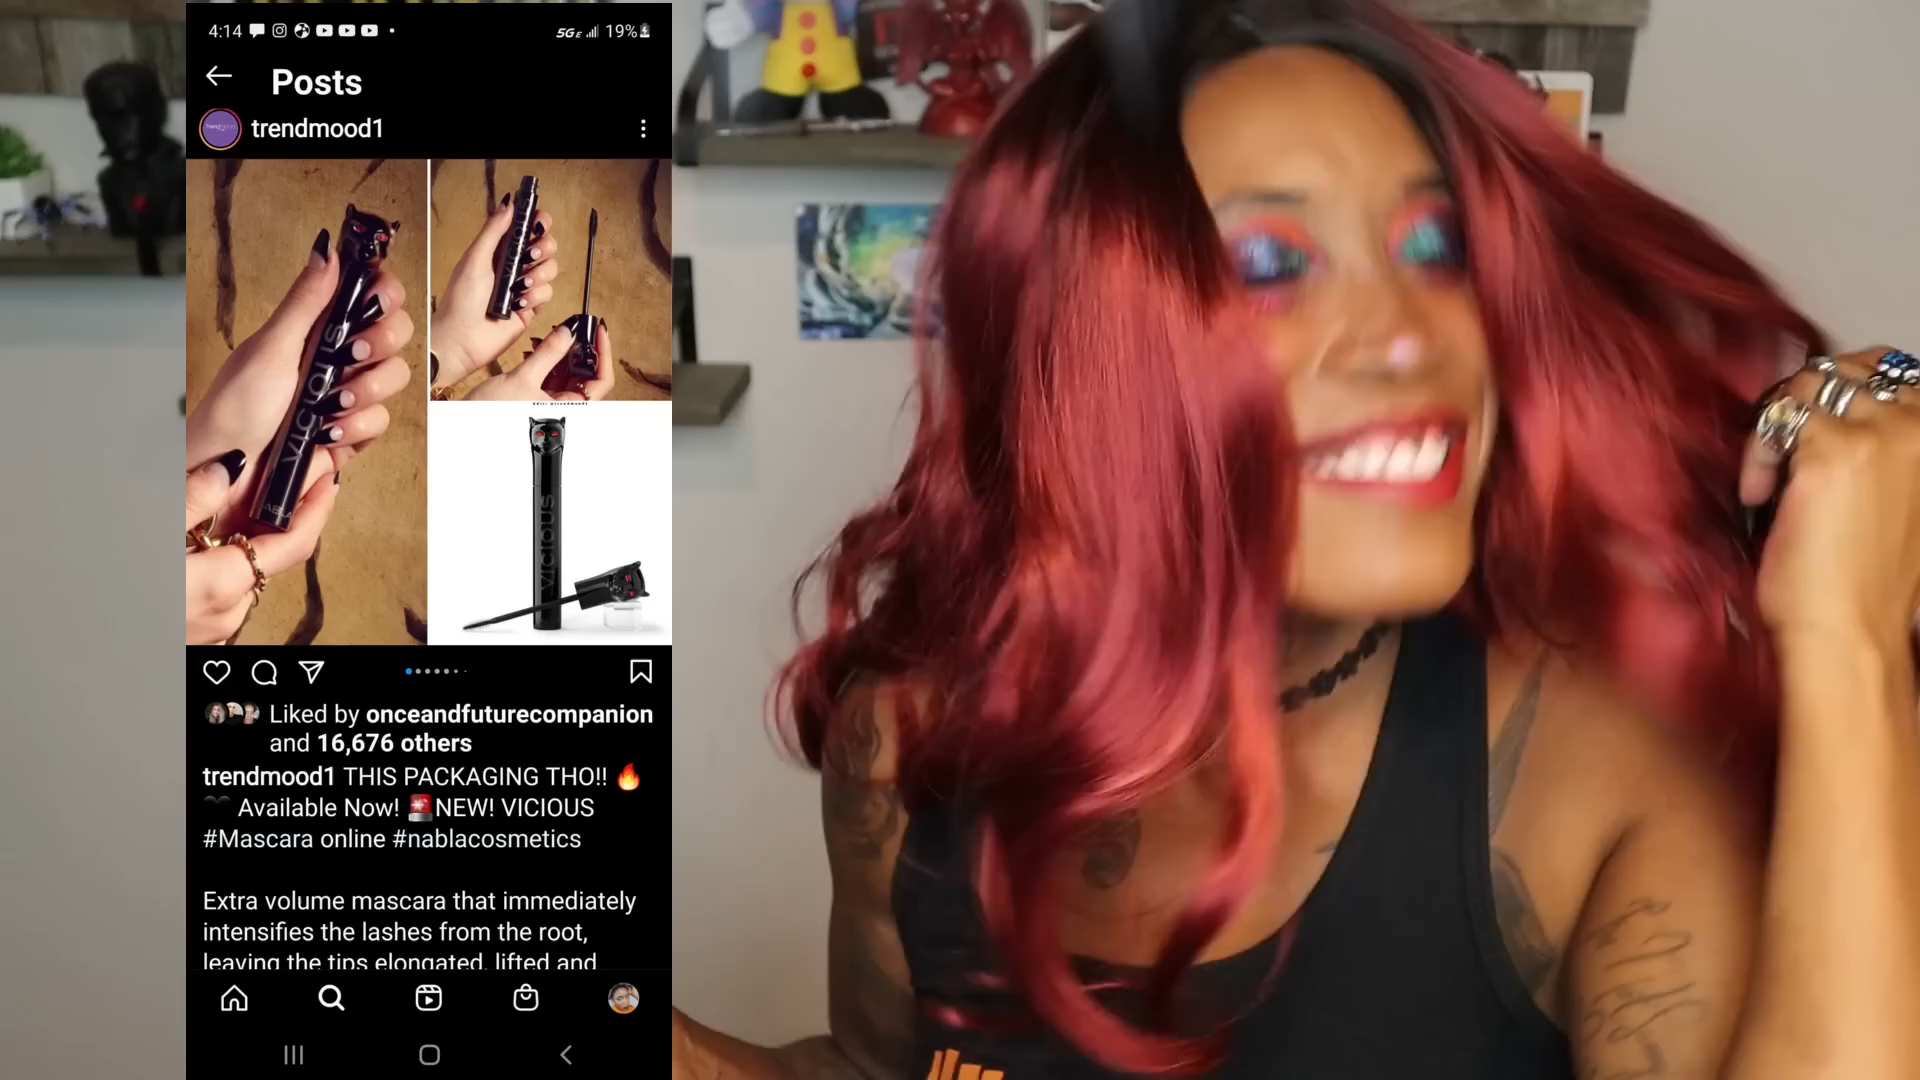 4:14
5GE
19%
Posts
trendmood1
VICIOUS
VICIOUS
VICIOUS
Liked by onceandfuturecompanion
and 16,676 others
trendmood1 THIS PACKAGING THO!! 🔥
🖤 Available Now! 🚨NEW! VICIOUS
#Mascara online #nablacosmetics
Extra volume mascara that immediately
intensifies the lashes from the root,
leaving the tips elongated, lifted and